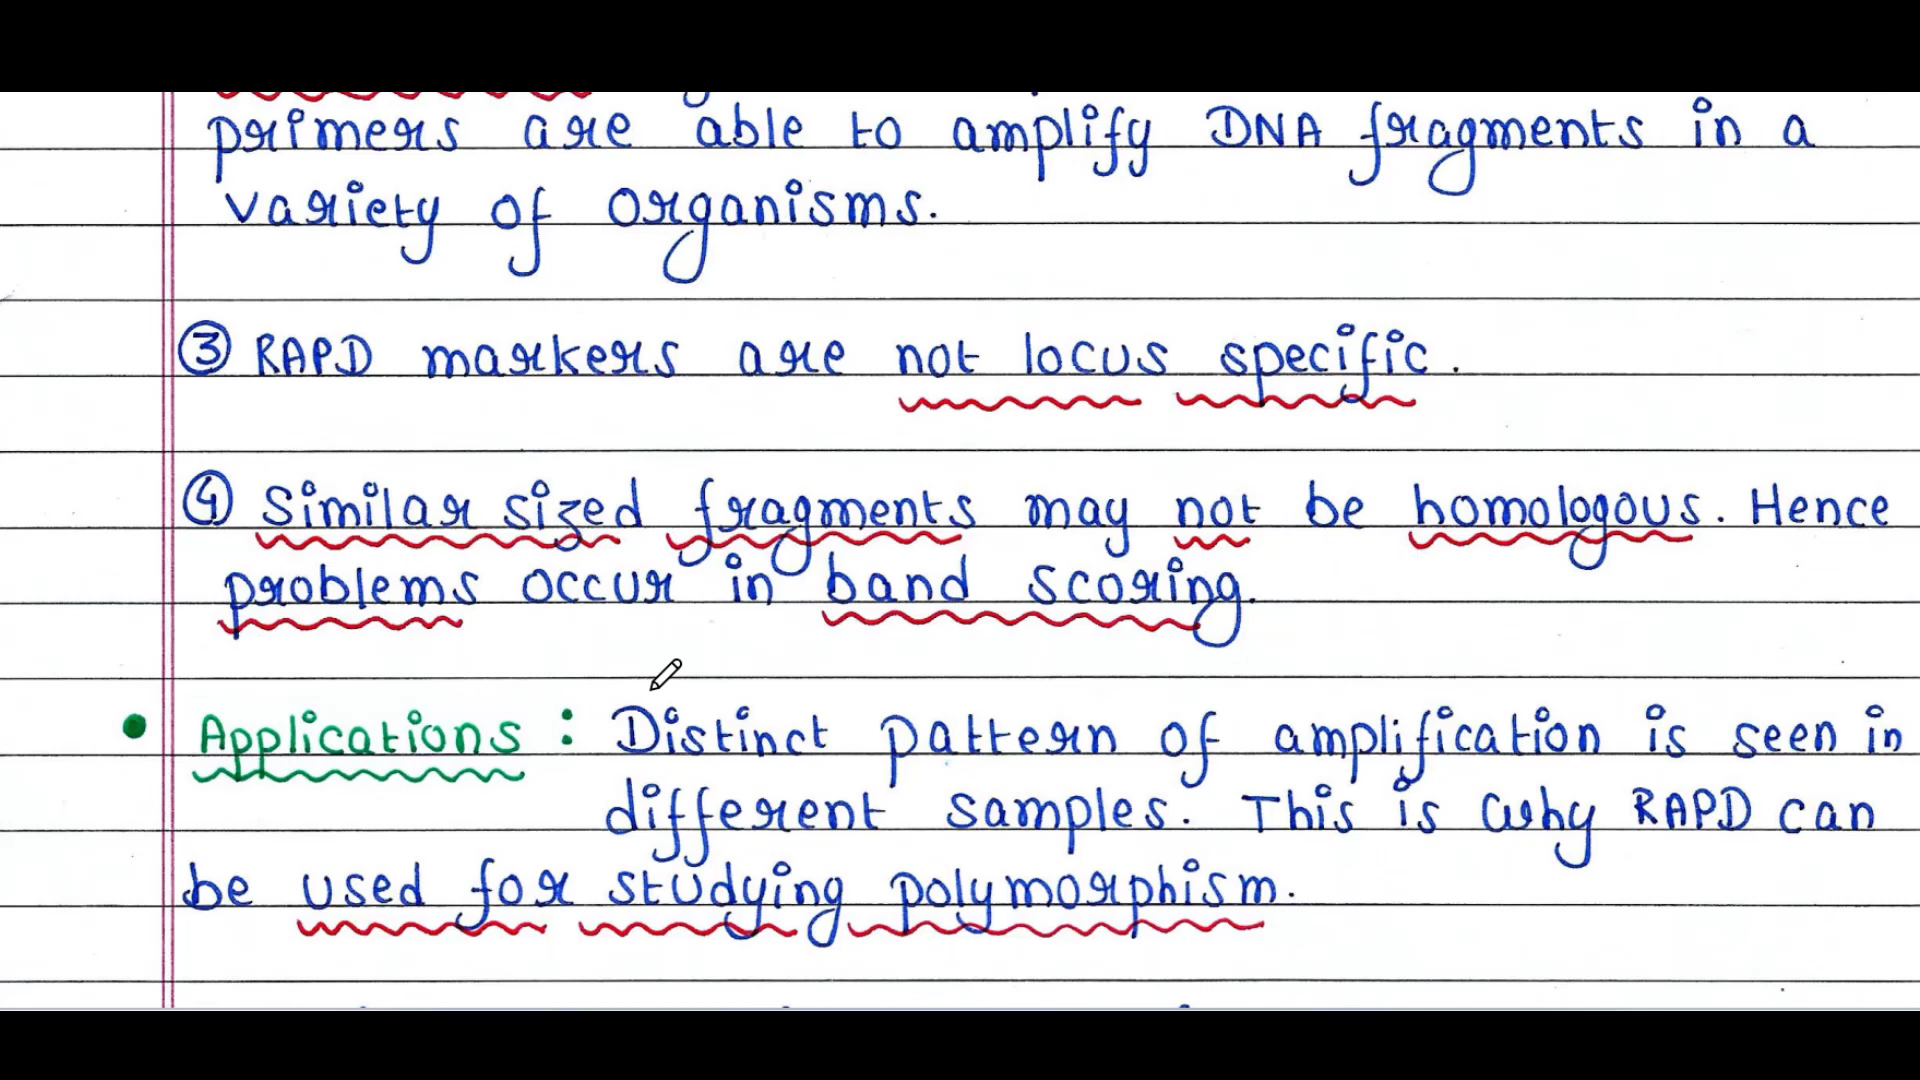 primers are able to amplify DNA fragments in a
variety of organisms.
③ RAPD markers are not locus specific.
④ Similar sized fragments may not be homologous. Hence
problems occur in band scoring.
• Applications : Distinct pattern of amplification is seen in
different samples. This is why RAPD can
be used for studying polymorphism.